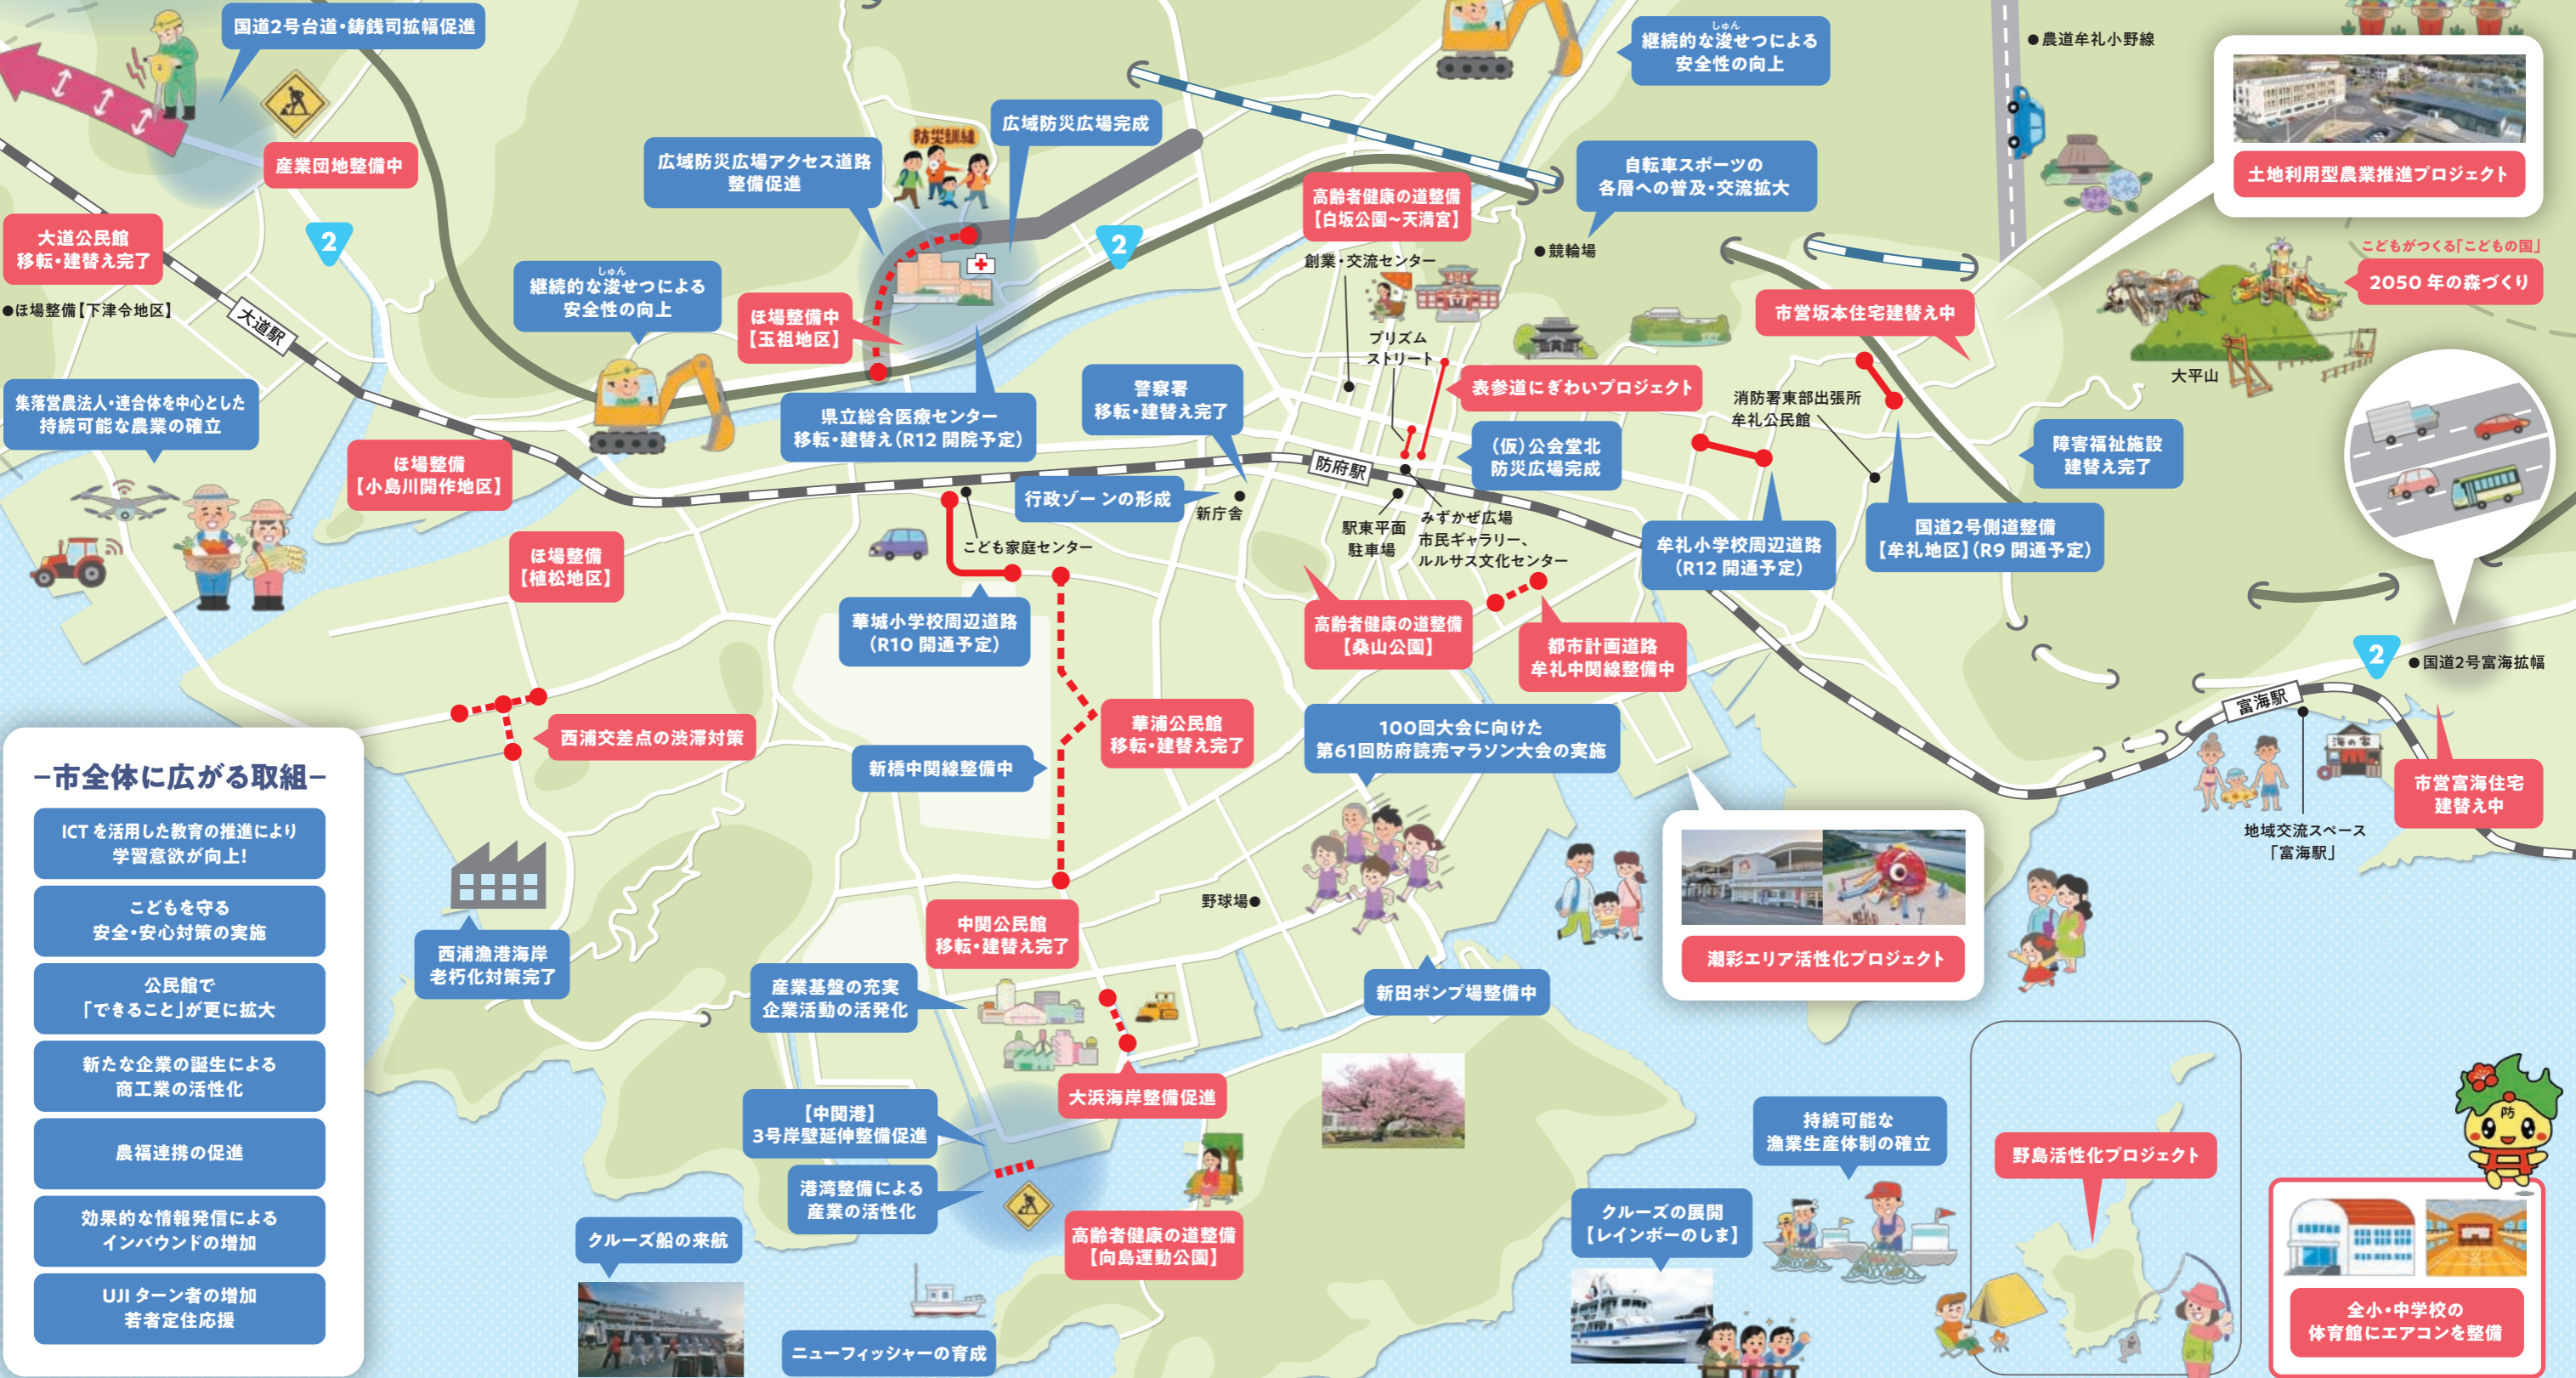 国道2号台道・鋳銭司拡幅促進
産業団地整備中
大道公民館
移転・建替え完了
●ほ場整備【下津令地区】
大道駅
2
集落営農法人・連合体を中心とした
持続可能な農業の確立
ほ場整備
【小島川開作地区】
ほ場整備
【植松地区】
しゅん
継続的な浚せつによる
安全性の向上
広域防災広場アクセス道路
整備促進
防災訓練
広域防災広場完成
ほ場整備中
【玉祖地区】
県立総合医療センター
移転・建替え(R12 開院予定)
2
しゅん
継続的な浚せつによる
安全性の向上
自転車スポーツの
各層への普及・交流拡大
●競輪場
高齢者健康の道整備
【白坂公園~天満宮】
創業・交流センター
プリズム
ストリート
表参道にぎわいプロジェクト
警察署
移転・建替え完了
行政ゾーンの形成
新庁舎
防府駅
(仮)公会堂北
防災広場完成
駅東平面
駐車場
みずかぜ広場
市民ギャラリー、
ルルサス文化センター
こども家庭センター
華城小学校周辺道路
(R10 開通予定)
●農道牟礼小野線
土地利用型農業推進プロジェクト
こどもがつくる「こどもの国」
2050 年の森づくり
大平山
市営坂本住宅建替え中
消防署東部出張所
牟礼公民館
障害福祉施設
建替え完了
国道2号側道整備
【牟礼地区】(R9 開通予定)
牟礼小学校周辺道路
(R12 開通予定)
高齢者健康の道整備
【桑山公園】
都市計画道路
牟礼中関線整備中
2
●国道2号富海拡幅
富海駅
海の家
地域交流スペース
「富海駅」
市営富海住宅
建替え中
西浦交差点の渋滞対策
華浦公民館
移転・建替え完了
新橋中関線整備中
100回大会に向けた
第61回防府読売マラソン大会の実施
潮彩エリア活性化プロジェクト
野球場●
中関公民館
移転・建替え完了
西浦漁港海岸
老朽化対策完了
産業基盤の充実
企業活動の活発化
新田ポンプ場整備中
大浜海岸整備促進
【中関港】
3号岸壁延伸整備促進
港湾整備による
産業の活性化
高齢者健康の道整備
【向島運動公園】
クルーズ船の来航
ニューフィッシャーの育成
クルーズの展開
【レインボーのしま】
持続可能な
漁業生産体制の確立
野島活性化プロジェクト
防
全小・中学校の
体育館にエアコンを整備
−市全体に広がる取組−
ICT を活用した教育の推進により
学習意欲が向上!
こどもを守る
安全・安心対策の実施
公民館で
「できること」が更に拡大
新たな企業の誕生による
商工業の活性化
農福連携の促進
効果的な情報発信による
インバウンドの増加
UJI ターン者の増加
若者定住応援